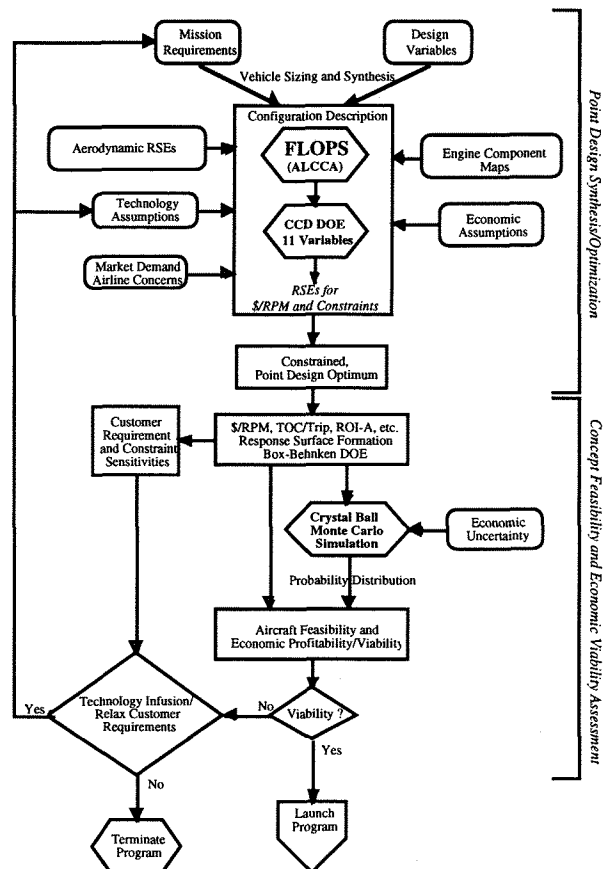 Mission
Requirements
Design
Variables
Vehicle Sizing and Synthesis
Configuration Description
Aerodynamic RSEs
FLOPS
(ALCCA)
Engine Component
Maps
Technology
Assumptions
CCD DOE
11 Variables
Economic
Assumptions
Market Demand
Airline Concerns
RSEs for
$/RPM and Constraints
Point Design Synthesis/Optimization
Constrained,
Point Design Optimum
Customer
Requirement
and Constraint
Sensitivities
$/RPM, TOC/Trip, ROI-A, etc.
Response Surface Formation
Box-Behnken DOE
Crystal Ball
Monte Carlo
Simulation
Economic
Uncertainty
Probability Distribution
Aircraft Feasibility and
Economic Profitability/Viability
Concept Feasibility and Economic Viability Assessment
Yes
Technology Infusion/
Relax Customer
Requirements
No
Viability ?
Yes
No
Launch
Program
Terminate
Program